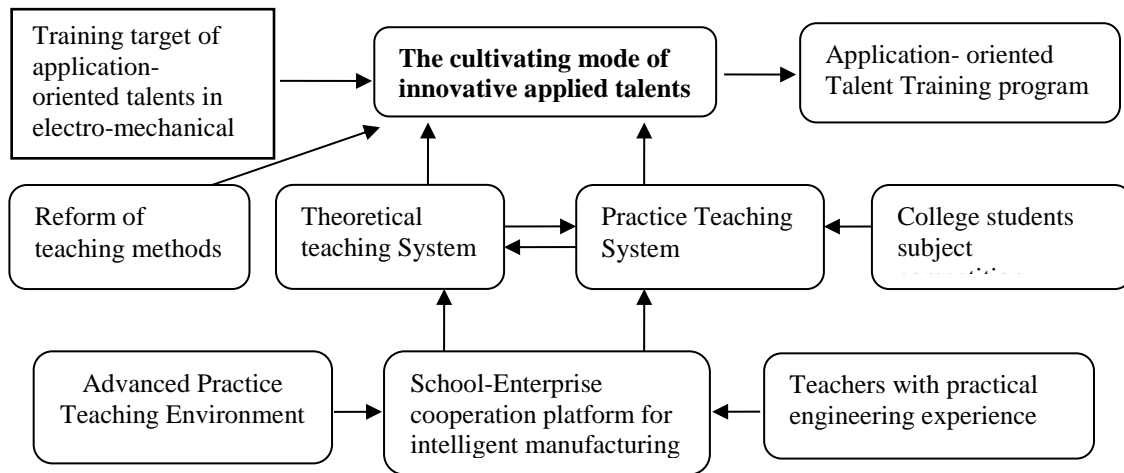 Training target of
application-
oriented talents in
electro-mechanical
The cultivating mode of
innovative applied talents
Application- oriented
Talent Training program
Reform of
teaching methods
Theoretical
teaching System
Practice Teaching
System
College students
subject
Advanced Practice
Teaching Environment
School-Enterprise
cooperation platform for
intelligent manufacturing
Teachers with practical
engineering experience